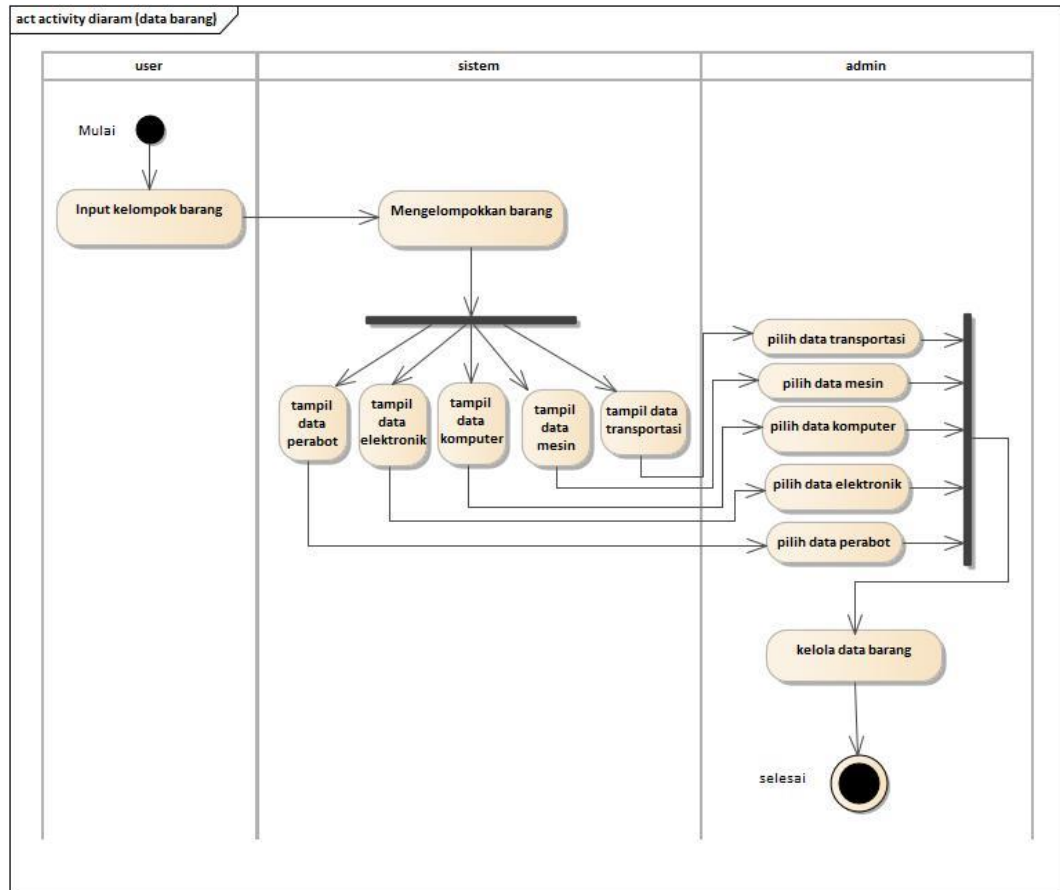 act activity diaram (data barang)
user
sistem
admin
Mulai
Input kelompok barang
Mengelompokkan barang
tampil
data
perabot
tampil
data
elektronik
tampil
data
komputer
tampil
data
mesin
tampil data
transportasi
pilih data transportasi
pilih data mesin
pilih data komputer
pilih data elektronik
pilih data perabot
kelola data barang
selesai